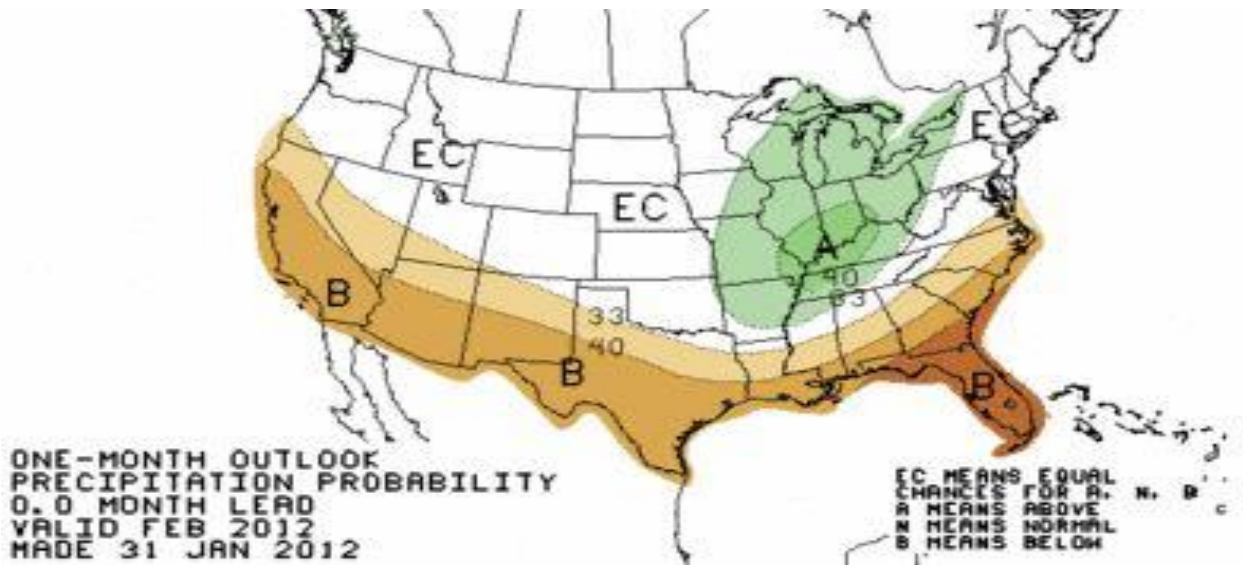 EC
EC
EC
A
40
33
B
33
40
B
B
ONE-MONTH OUTLOOK
PRECIPITATION PROBABILITY
0.0 MONTH LEAD
VALID FEB 2012
MADE 31 JAN 2012
EC MEANS EQUAL
CHANCES FOR A, N, B
A MEANS ABOVE
N MEANS NORMAL
B MEANS BELOW